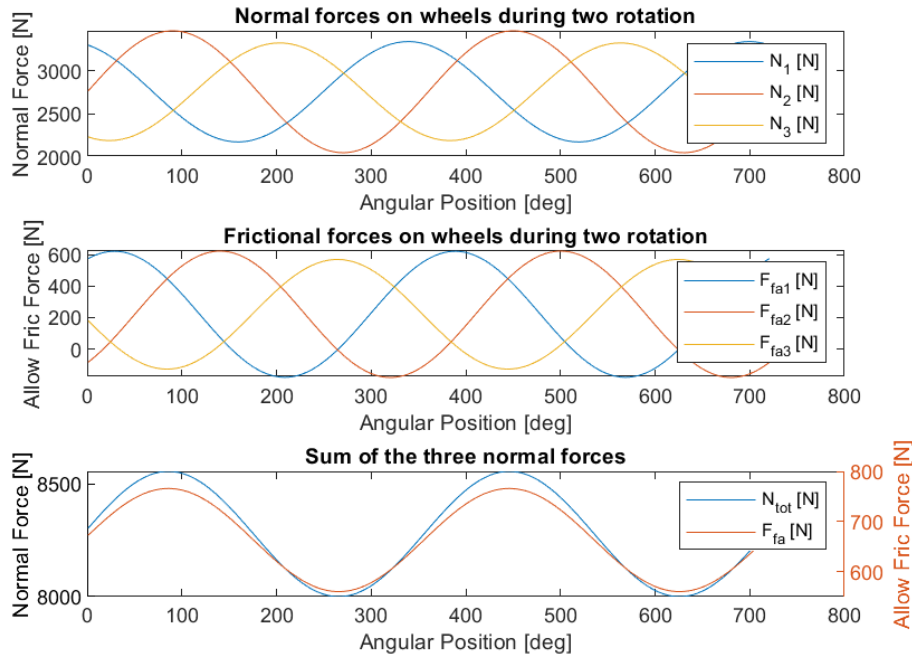 Normal forces on wheels during two rotation
Normal Force [N]
3000
2500
2000
N1 [N]
N2 [N]
N3 [N]
0 100 200 300 400 500 600 700 800
Angular Position [deg]
Frictional forces on wheels during two rotation
Allow Fric Force [N]
600
400
200
0
Ffa1 [N]
Ffa2 [N]
Ffa3 [N]
0 100 200 300 400 500 600 700 800
Angular Position [deg]
Sum of the three normal forces
Normal Force [N]
8500
8000
Ntot [N]
Ffa [N]
800
700
600
Allow Fric Force [N]
0 100 200 300 400 500 600 700 800
Angular Position [deg]